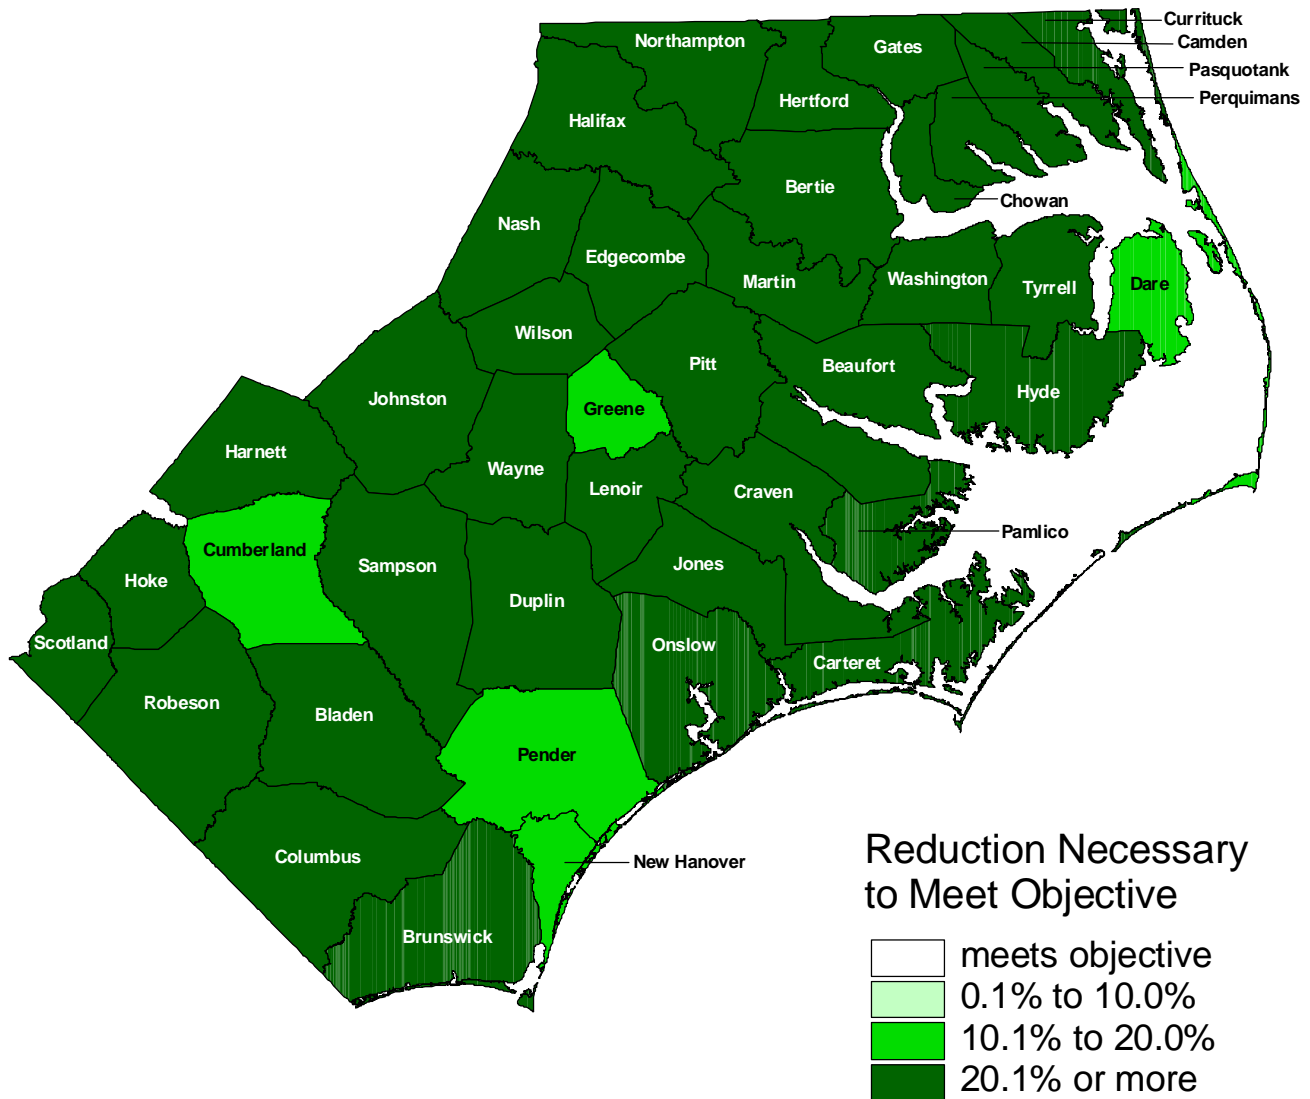 Currituck
Northampton
Camden
Gates
Pasquotank
Hertford
Perquimans
Halifax
Bertie
Chowan
Nash
Edgecombe
Martin
Washington
Tyrrell
Dare
Wilson
Pitt
Beaufort
Hyde
Johnston
Greene
Harnett
Wayne
Lenoir
Craven
Pamlico
Cumberland
Sampson
Jones
Hoke
Duplin
Scotland
Onslow
Carteret
Robeson
Bladen
Pender
Columbus
New Hanover
Brunswick
Reduction Necessary
to Meet Objective
meets objective
0.1% to 10.0%
10.1% to 20.0%
20.1% or more